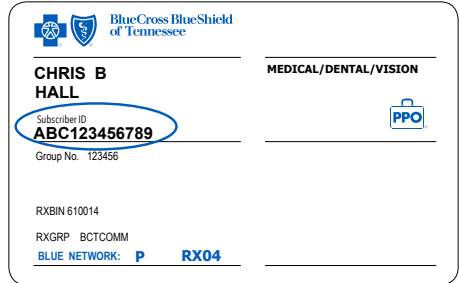 BlueCross BlueShield
of Tennessee
CHRIS B
HALL
MEDICAL/DENTAL/VISION
Subscriber ID
ABC123456789
PPO
Group No. 123456
RXBIN 610014
RXGRP BCTCOMM
BLUE NETWORK: P RX04